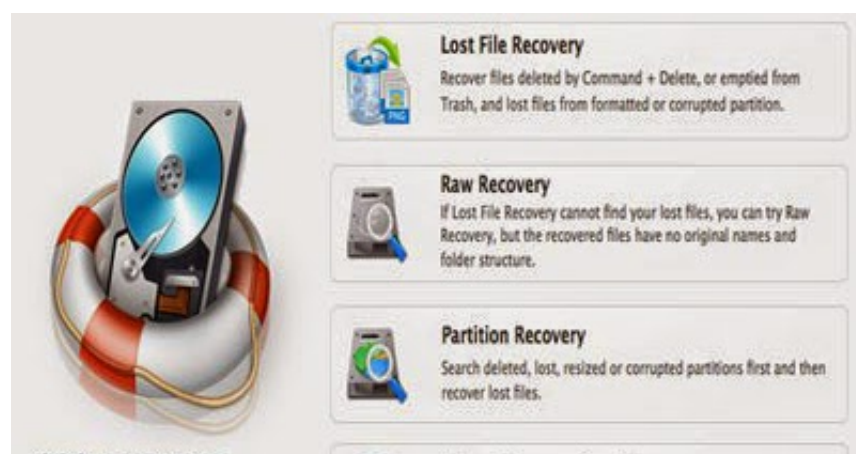 Lost File Recovery
Recover files deleted by Command + Delete, or emptied from
Trash, and lost files from formatted or corrupted partition.
PNG
Raw Recovery
If Lost File Recovery cannot find your lost files, you can try Raw
Recovery, but the recovered files have no original names and
folder structure.
Partition Recovery
Search deleted, lost, resized or corrupted partitions first and then
recover lost files.